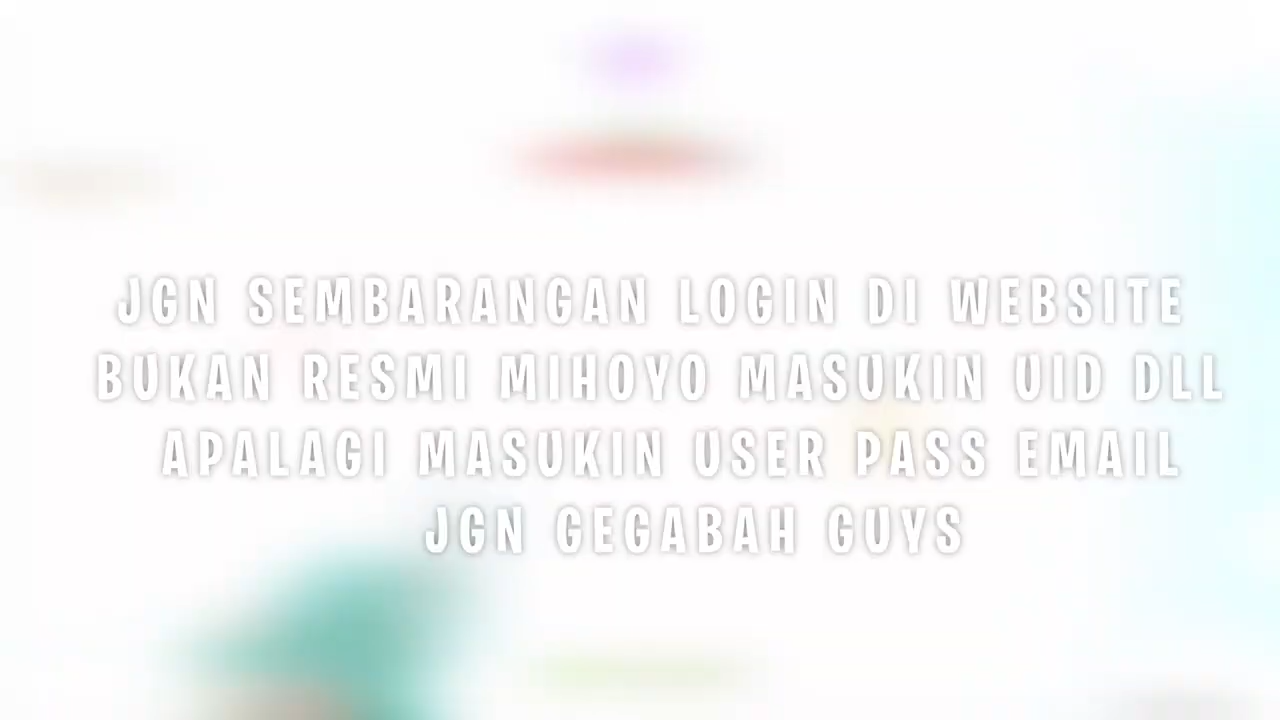 JGN SEMBARANGAN LOGIN DI WEBSITE
BUKAN RESMI MIHOYO MASUKIN UID DLL
APALAGI MASUKIN USER PASS EMAIL
JGN GEGABAH GUYS